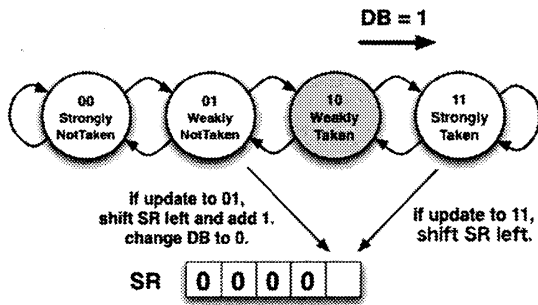 DB = 1
00
Strongly
NotTaken
01
Weakly
NotTaken
10
Weakly
Taken
11
Strongly
Taken
if update to 01,
shift SR left and add 1.
change DB to 0.
if update to 11,
shift SR left.
SR 0 0 0 0